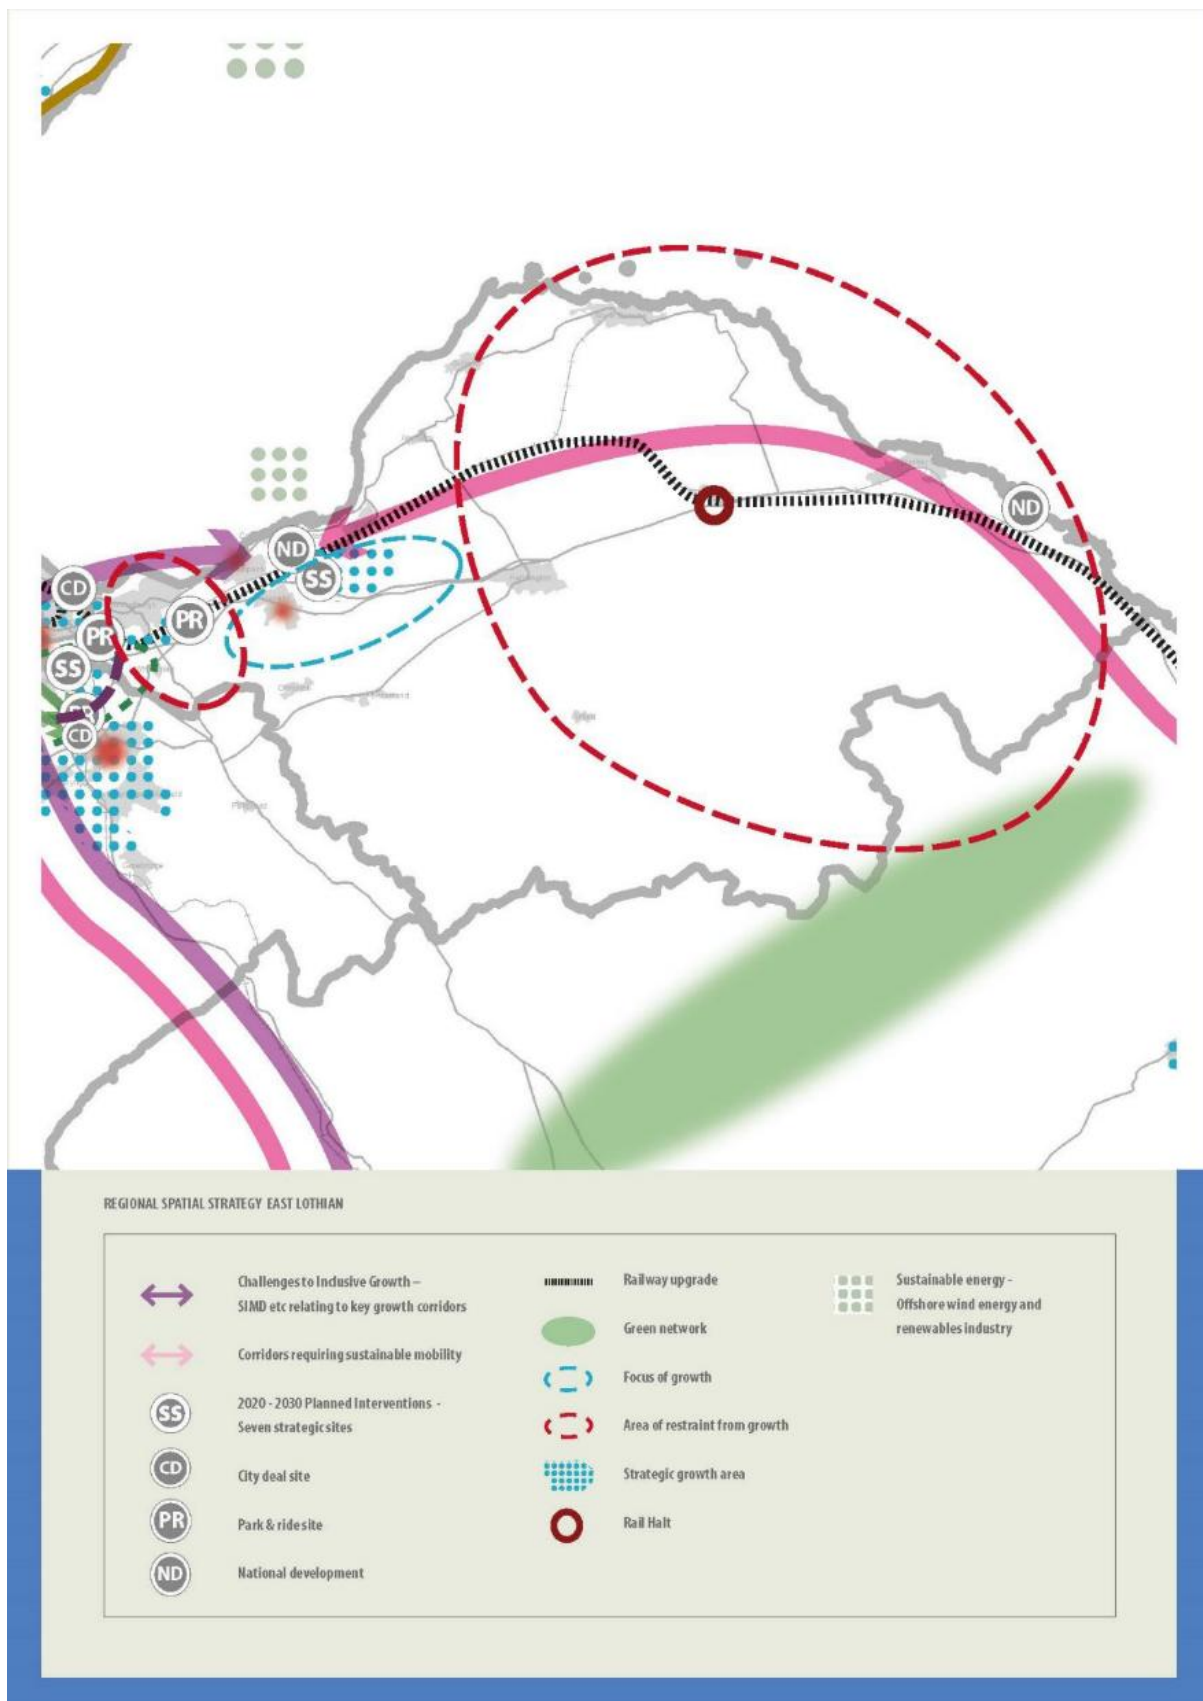 ND
ND
SS
CD
PR
PR
SS
CD
REGIONAL SPATIAL STRATEGY EAST LOTHIAN
Challenges to Inclusive Growth –
SIMD etc relating to key growth corridors
Corridors requiring sustainable mobility
SS
2020 - 2030 Planned Interventions -
Seven strategic sites
CD
City deal site
PR
Park & ride site
ND
National development
Railway upgrade
Green network
Focus of growth
Area of restraint from growth
Strategic growth area
Rail Halt
Sustainable energy -
Offshore wind energy and
renewables industry